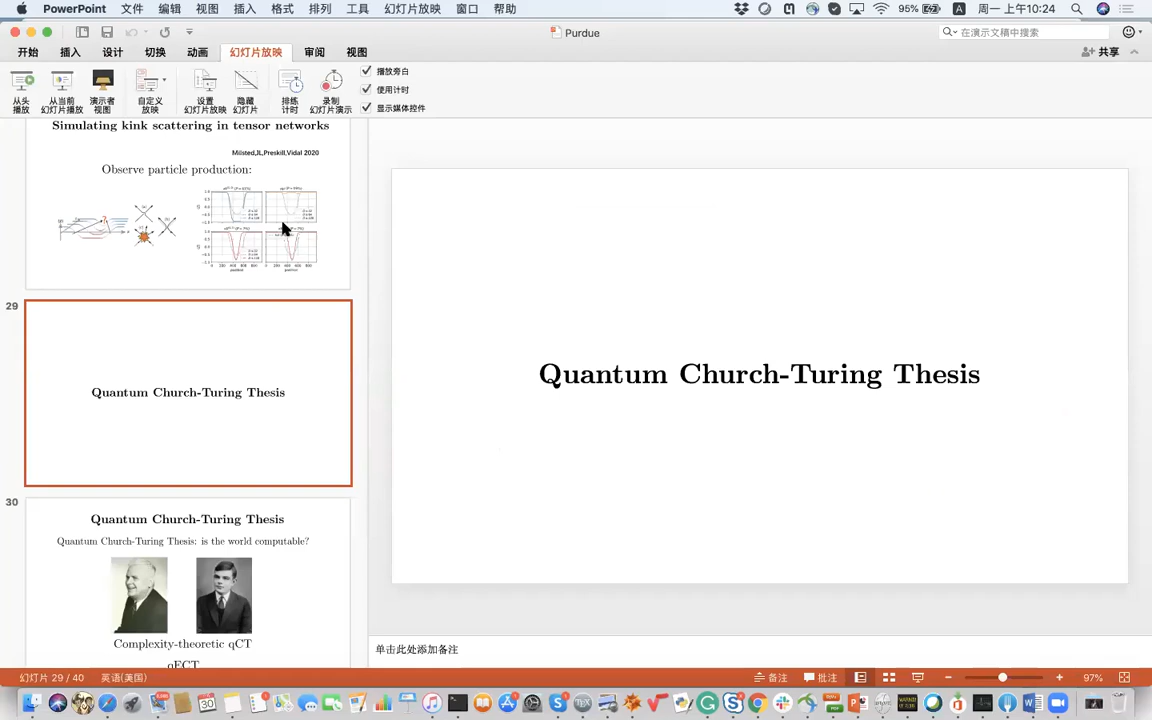 PowerPoint 文件 编辑 视图 插入 格式 排列 工具 幻灯片放映 窗口 帮助 95% A 周一 上午10:24
Purdue
在演示文稿中搜索
开始 插入 设计 切换 动画 幻灯片放映 审阅 视图
共享
从头播放
从当前幻灯片播放
演示者视图
自定义放映
设置幻灯片放映
隐藏幻灯片
排练计时
录制幻灯片演示
播放旁白
使用计时
显示媒体控件
Simulating kink scattering in tensor networks
Milsted,JL,Preskill,Vidal 2020
Observe particle production:
29
Quantum Church-Turing Thesis
30
Quantum Church-Turing Thesis
Quantum Church-Turing Thesis: is the world computable?
Complexity-theoretic qCT
qECT
Quantum Church-Turing Thesis
单击此处添加备注
幻灯片 29 / 40 英语(美国)
备注 批注 97%